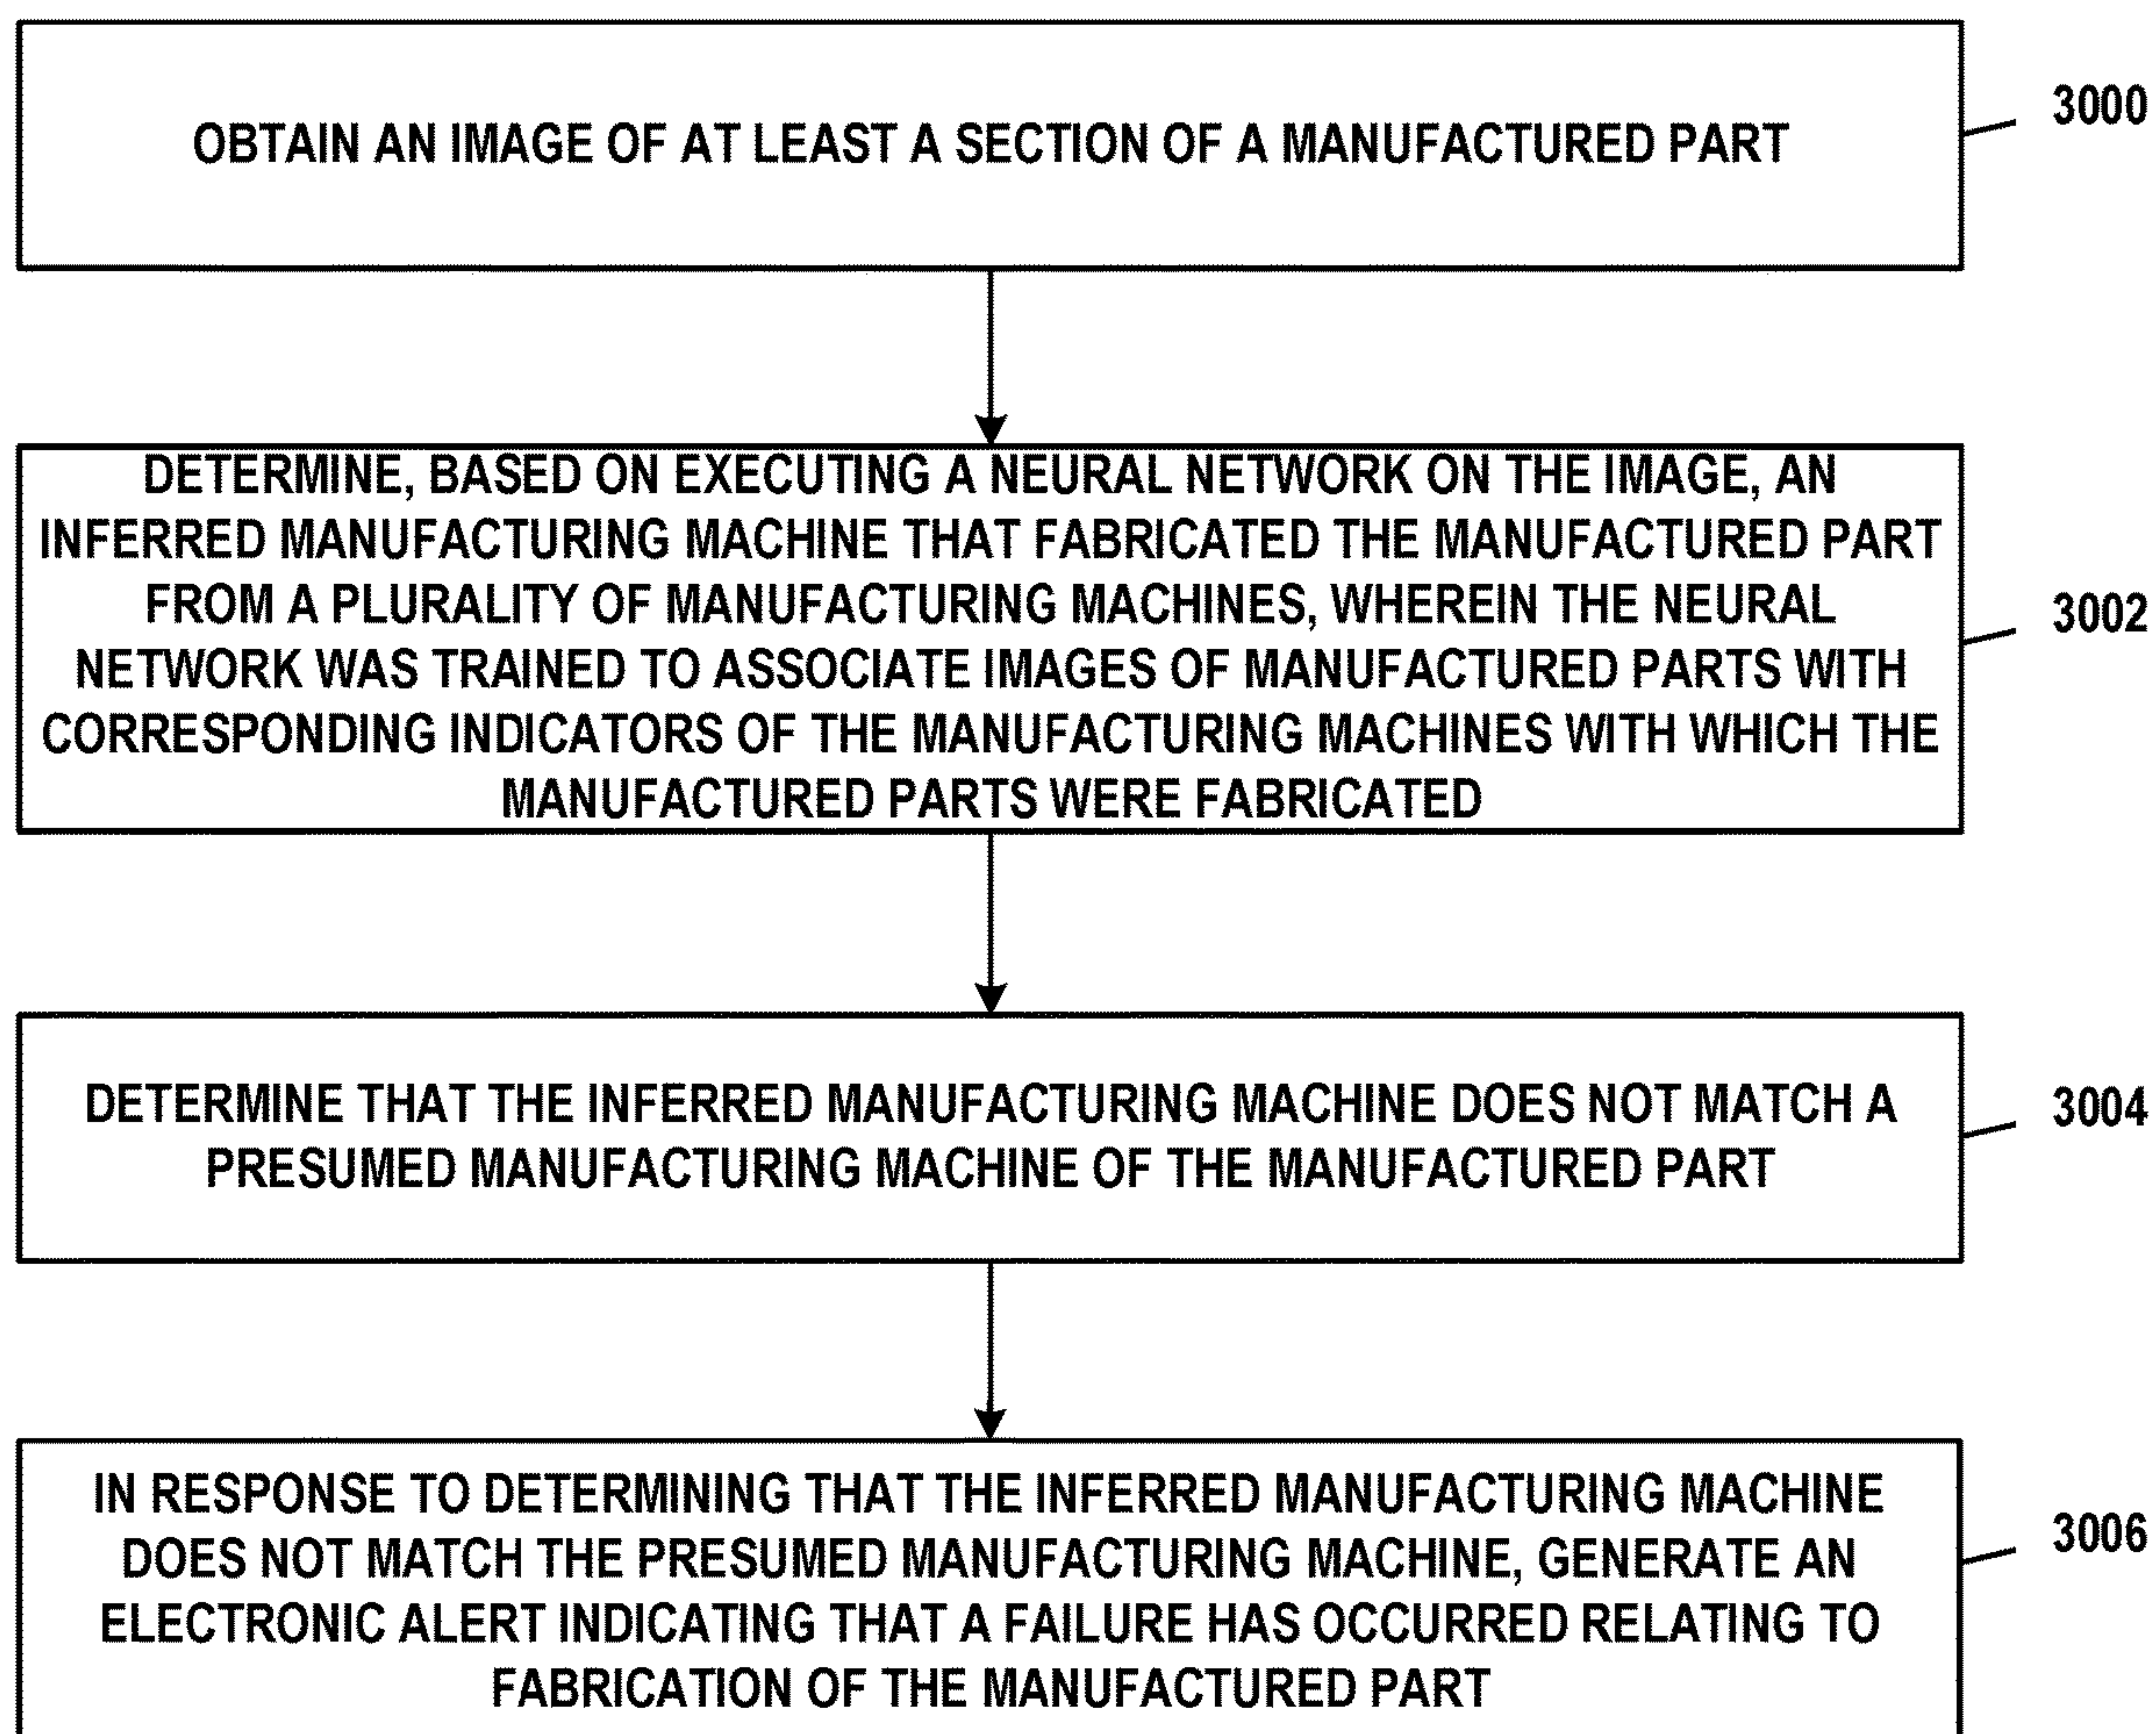 OBTAIN AN IMAGE OF AT LEAST A SECTION OF A MANUFACTURED PART
3000
DETERMINE, BASED ON EXECUTING A NEURAL NETWORK ON THE IMAGE, AN
INFERRED MANUFACTURING MACHINE THAT FABRICATED THE MANUFACTURED PART
FROM A PLURALITY OF MANUFACTURING MACHINES, WHEREIN THE NEURAL
NETWORK WAS TRAINED TO ASSOCIATE IMAGES OF MANUFACTURED PARTS WITH
CORRESPONDING INDICATORS OF THE MANUFACTURING MACHINES WITH WHICH THE
MANUFACTURED PARTS WERE FABRICATED
3002
DETERMINE THAT THE INFERRED MANUFACTURING MACHINE DOES NOT MATCH A
PRESUMED MANUFACTURING MACHINE OF THE MANUFACTURED PART
3004
IN RESPONSE TO DETERMINING THAT THE INFERRED MANUFACTURING MACHINE
DOES NOT MATCH THE PRESUMED MANUFACTURING MACHINE, GENERATE AN
ELECTRONIC ALERT INDICATING THAT A FAILURE HAS OCCURRED RELATING TO
FABRICATION OF THE MANUFACTURED PART
3006